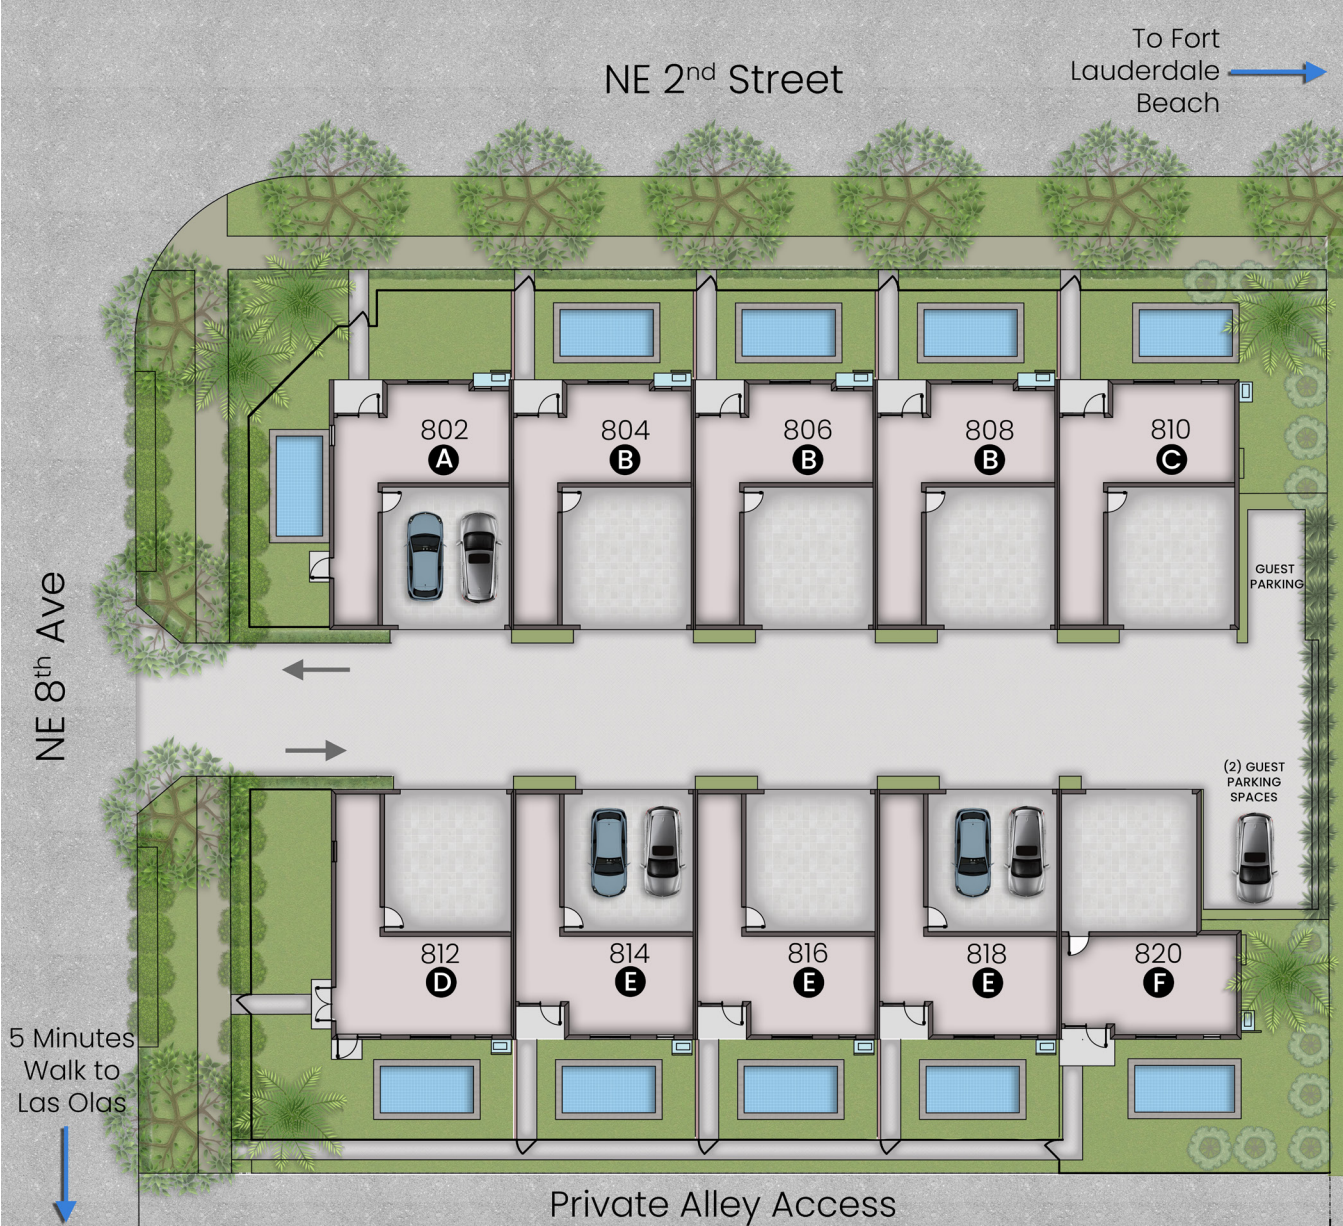 To Fort
Lauderdale
Beach
NE 2nd Street
802
A
804
B
806
B
808
B
810
C
GUEST
PARKING
NE 8th Ave
(2) GUEST
PARKING
SPACES
812
D
814
E
816
E
818
E
820
F
5 Minutes
Walk to
Las Olas
Private Alley Access